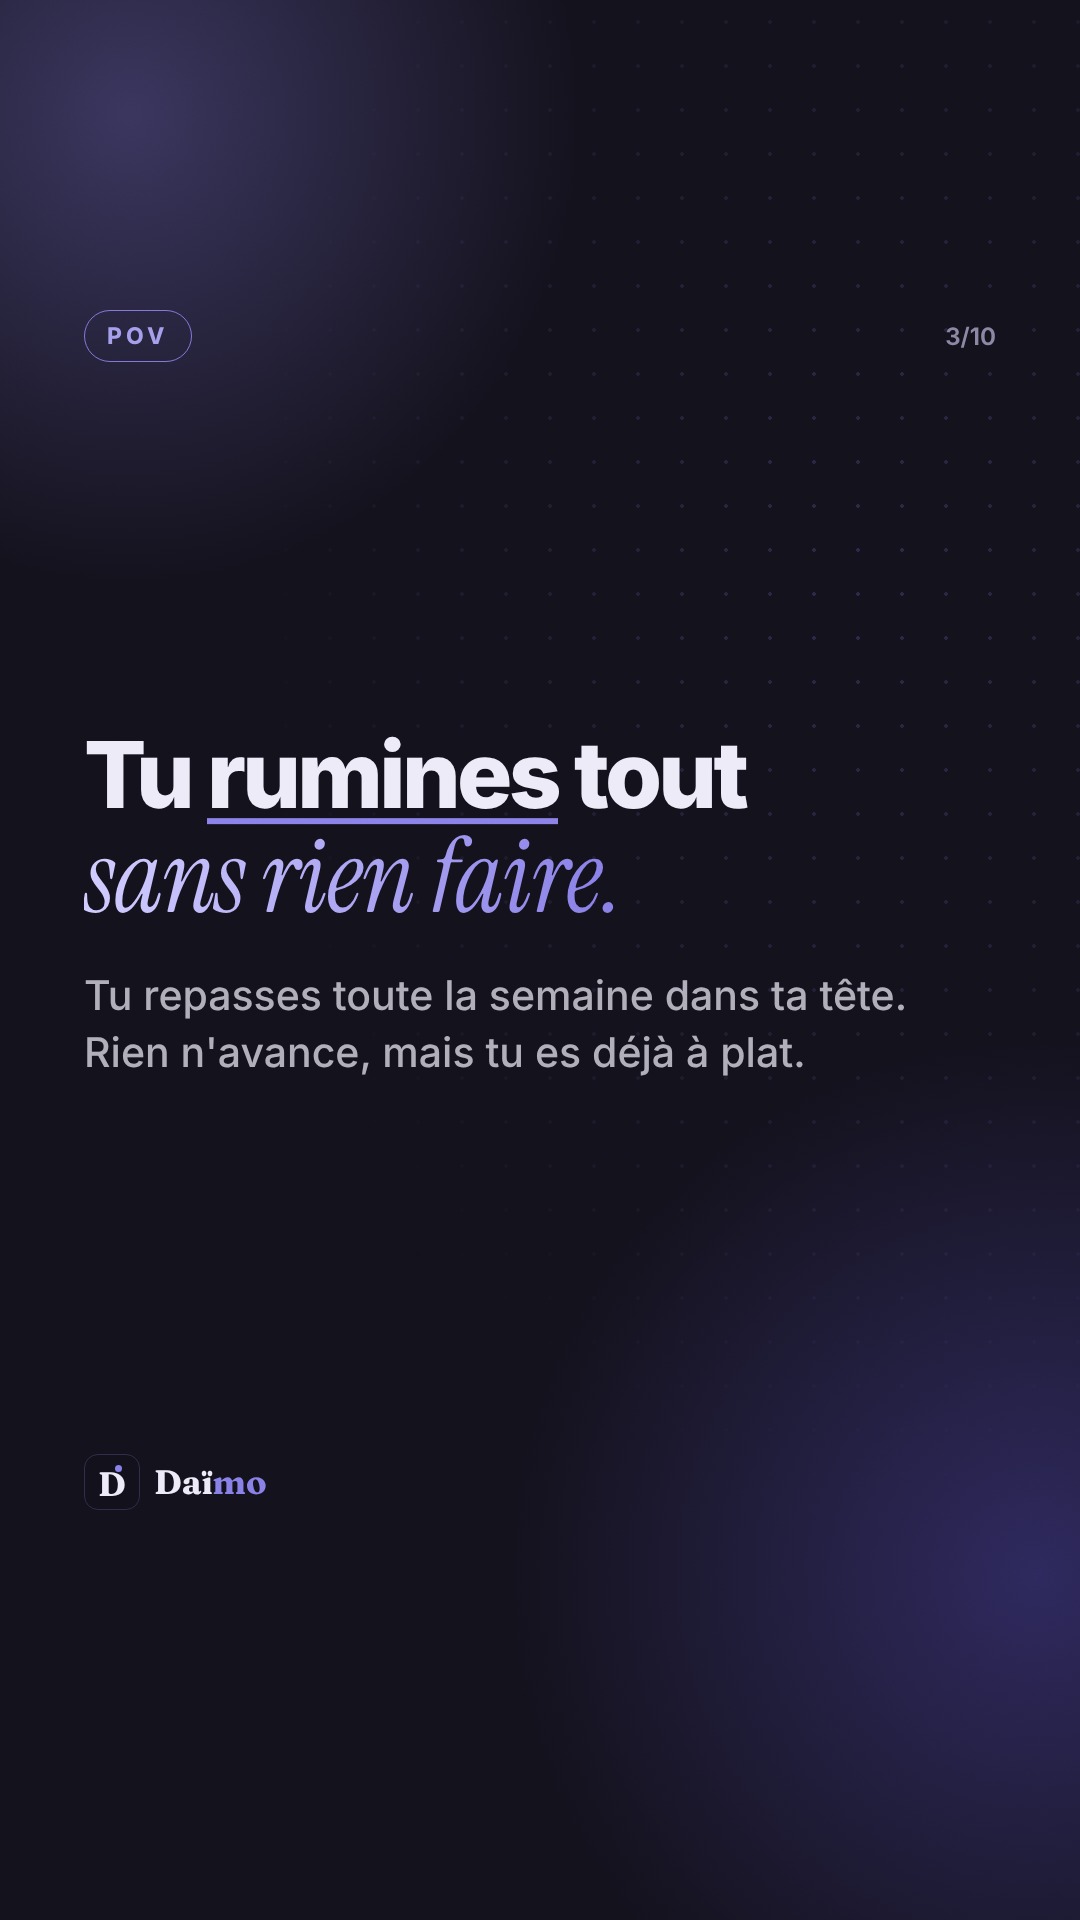 POV
3/10
Tu rumines tout
sans rien faire.
Tu repasses toute la semaine dans ta tête.
Rien n'avance, mais tu es déjà à plat.
D
Daïmo